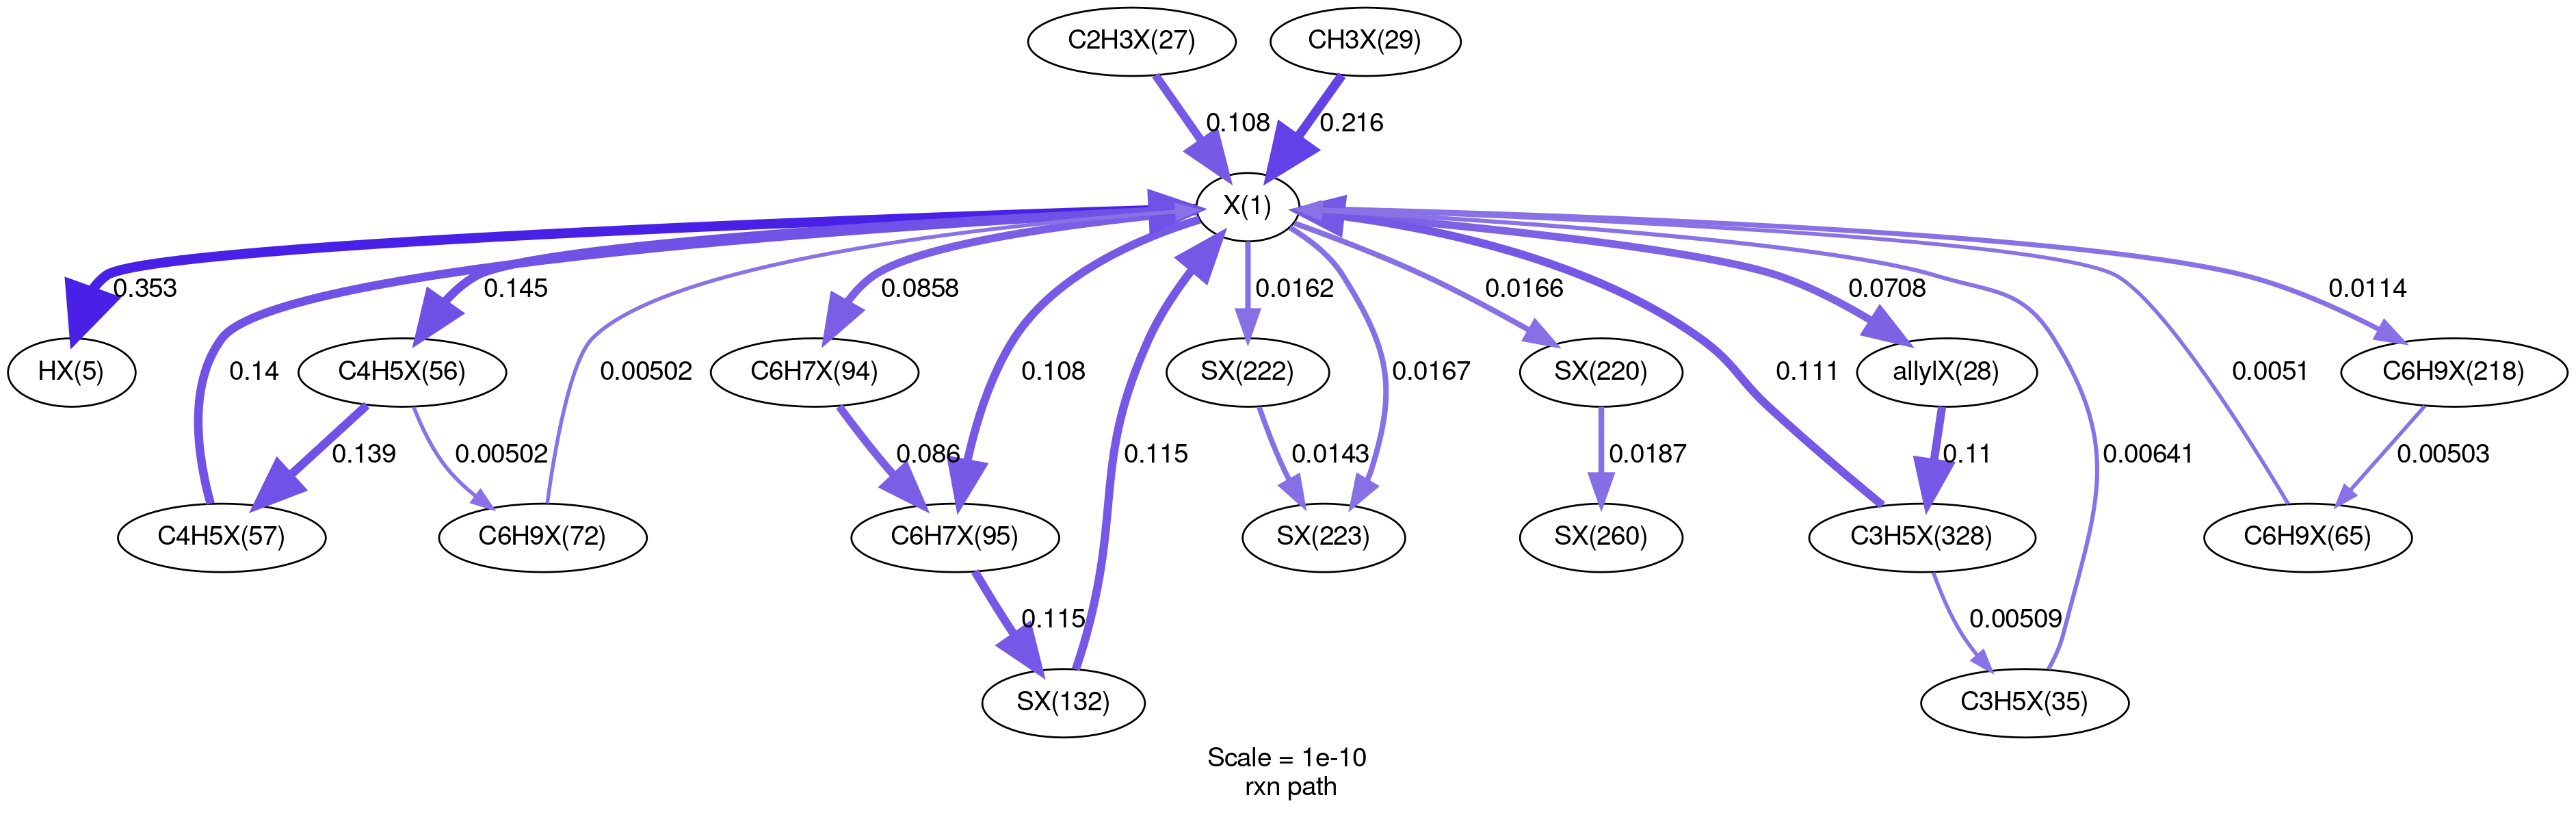 C2H3X(27)
CH3X(29)
0.108
0.216
X(1)
0.353
0.145
0.0858
0.0162
0.0166
0.0708
0.0114
HX(5)
0.14
C4H5X(56)
0.00502
C6H7X(94)
0.108
SX(222)
0.0167
SX(220)
allylX(28)
0.111
0.0051
C6H9X(218)
0.139
0.00502
0.086
0.115
0.0143
0.0187
0.11
0.00641
0.00503
C4H5X(57)
C6H9X(72)
C6H7X(95)
SX(223)
SX(260)
C3H5X(328)
C6H9X(65)
0.115
0.00509
SX(132)
C3H5X(35)
Scale = 1e-10
rxn path